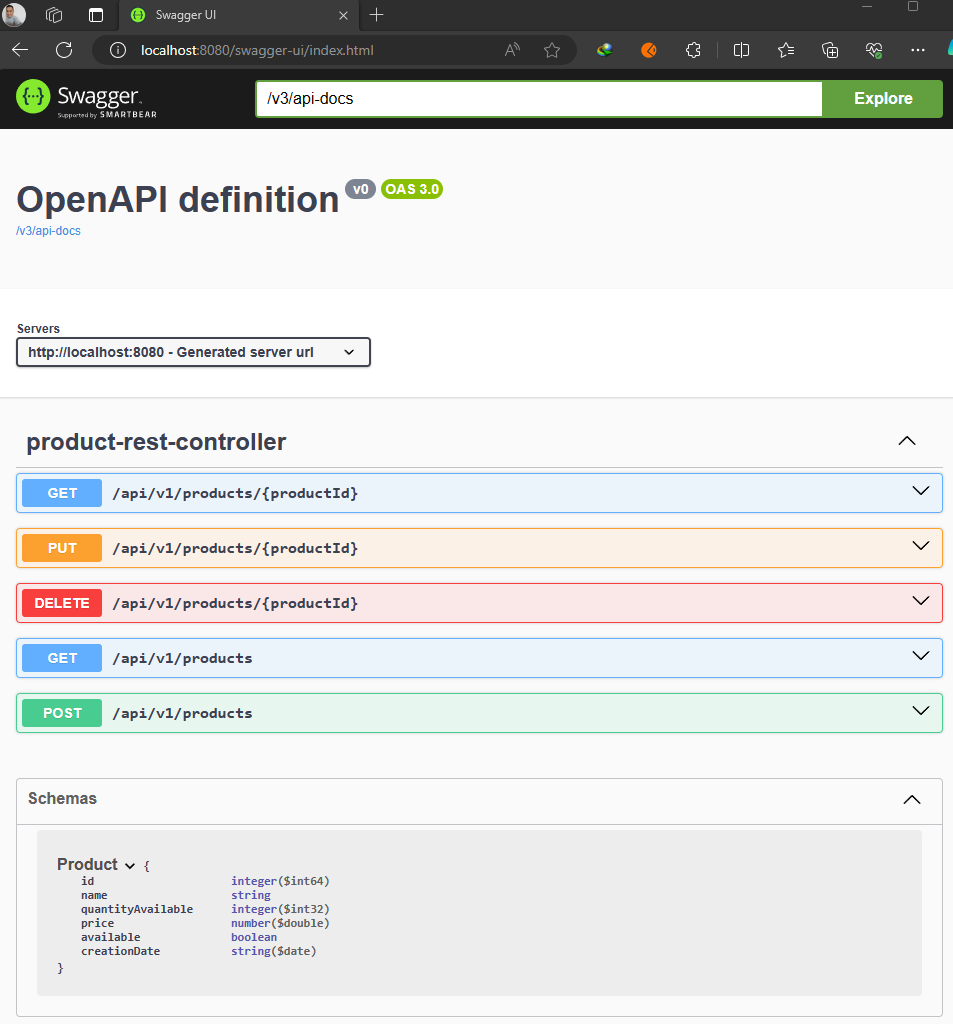 Swagger UI
localhost:8080/swagger-ui/index.html
Swagger.
Supported by SMARTBEAR
/v3/api-docs
Explore
OpenAPI definition v0 OAS 3.0
/v3/api-docs
Servers
http://localhost:8080 - Generated server url
product-rest-controller
GET /api/v1/products/{productId}
PUT /api/v1/products/{productId}
DELETE /api/v1/products/{productId}
GET /api/v1/products
POST /api/v1/products
Schemas
Product {
id integer($int64)
name string
quantityAvailable integer($int32)
price number($double)
available boolean
creationDate string($date)
}